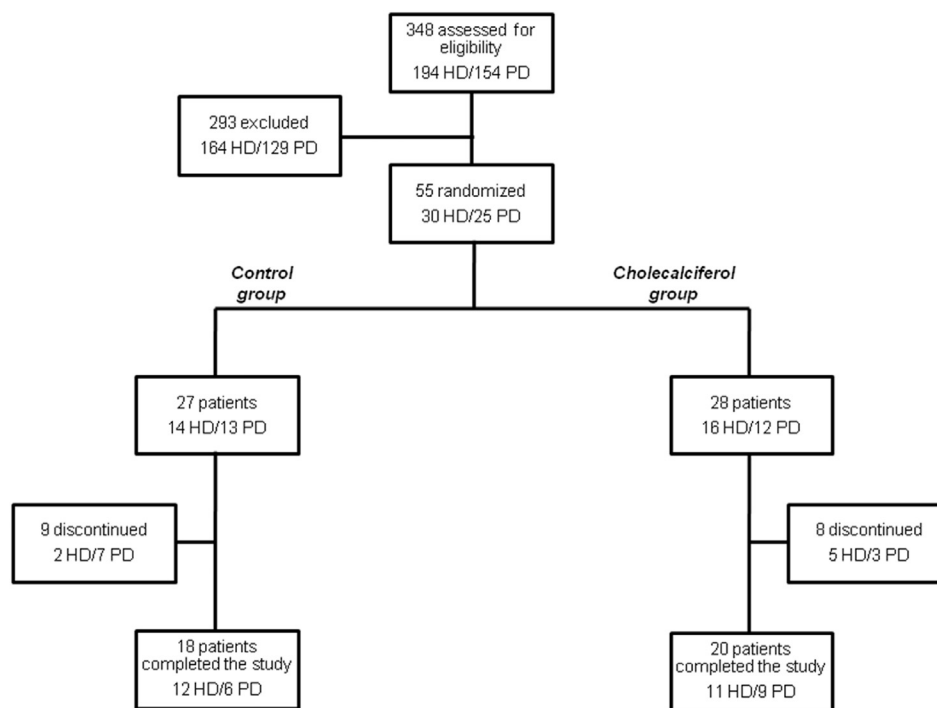 348 assessed for
eligibility
194 HD/154 PD
293 excluded
164 HD/129 PD
55 randomized
30 HD/25 PD
Control
group
Cholecalciferol
group
27 patients
14 HD/13 PD
28 patients
16 HD/12 PD
9 discontinued
2 HD/7 PD
8 discontinued
5 HD/3 PD
18 patients
completed the study
12 HD/6 PD
20 patients
completed the study
11 HD/9 PD